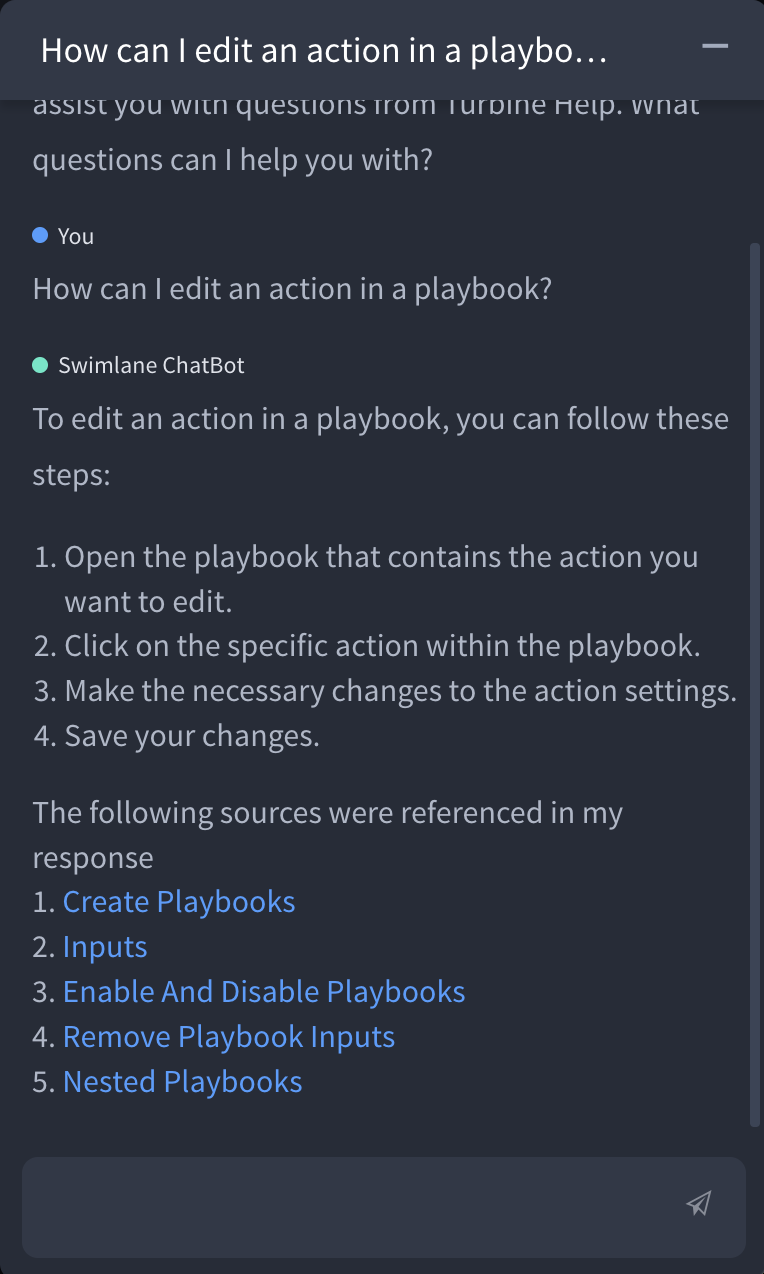 How can I edit an action in a playbo...
assist you with questions from Turbine Help. What
questions can I help you with?
You
How can I edit an action in a playbook?
Swimlane ChatBot
To edit an action in a playbook, you can follow these
steps:
1. Open the playbook that contains the action you
want to edit.
2. Click on the specific action within the playbook.
3. Make the necessary changes to the action settings.
4. Save your changes.
The following sources were referenced in my
response
1. Create Playbooks
2. Inputs
3. Enable And Disable Playbooks
4. Remove Playbook Inputs
5. Nested Playbooks